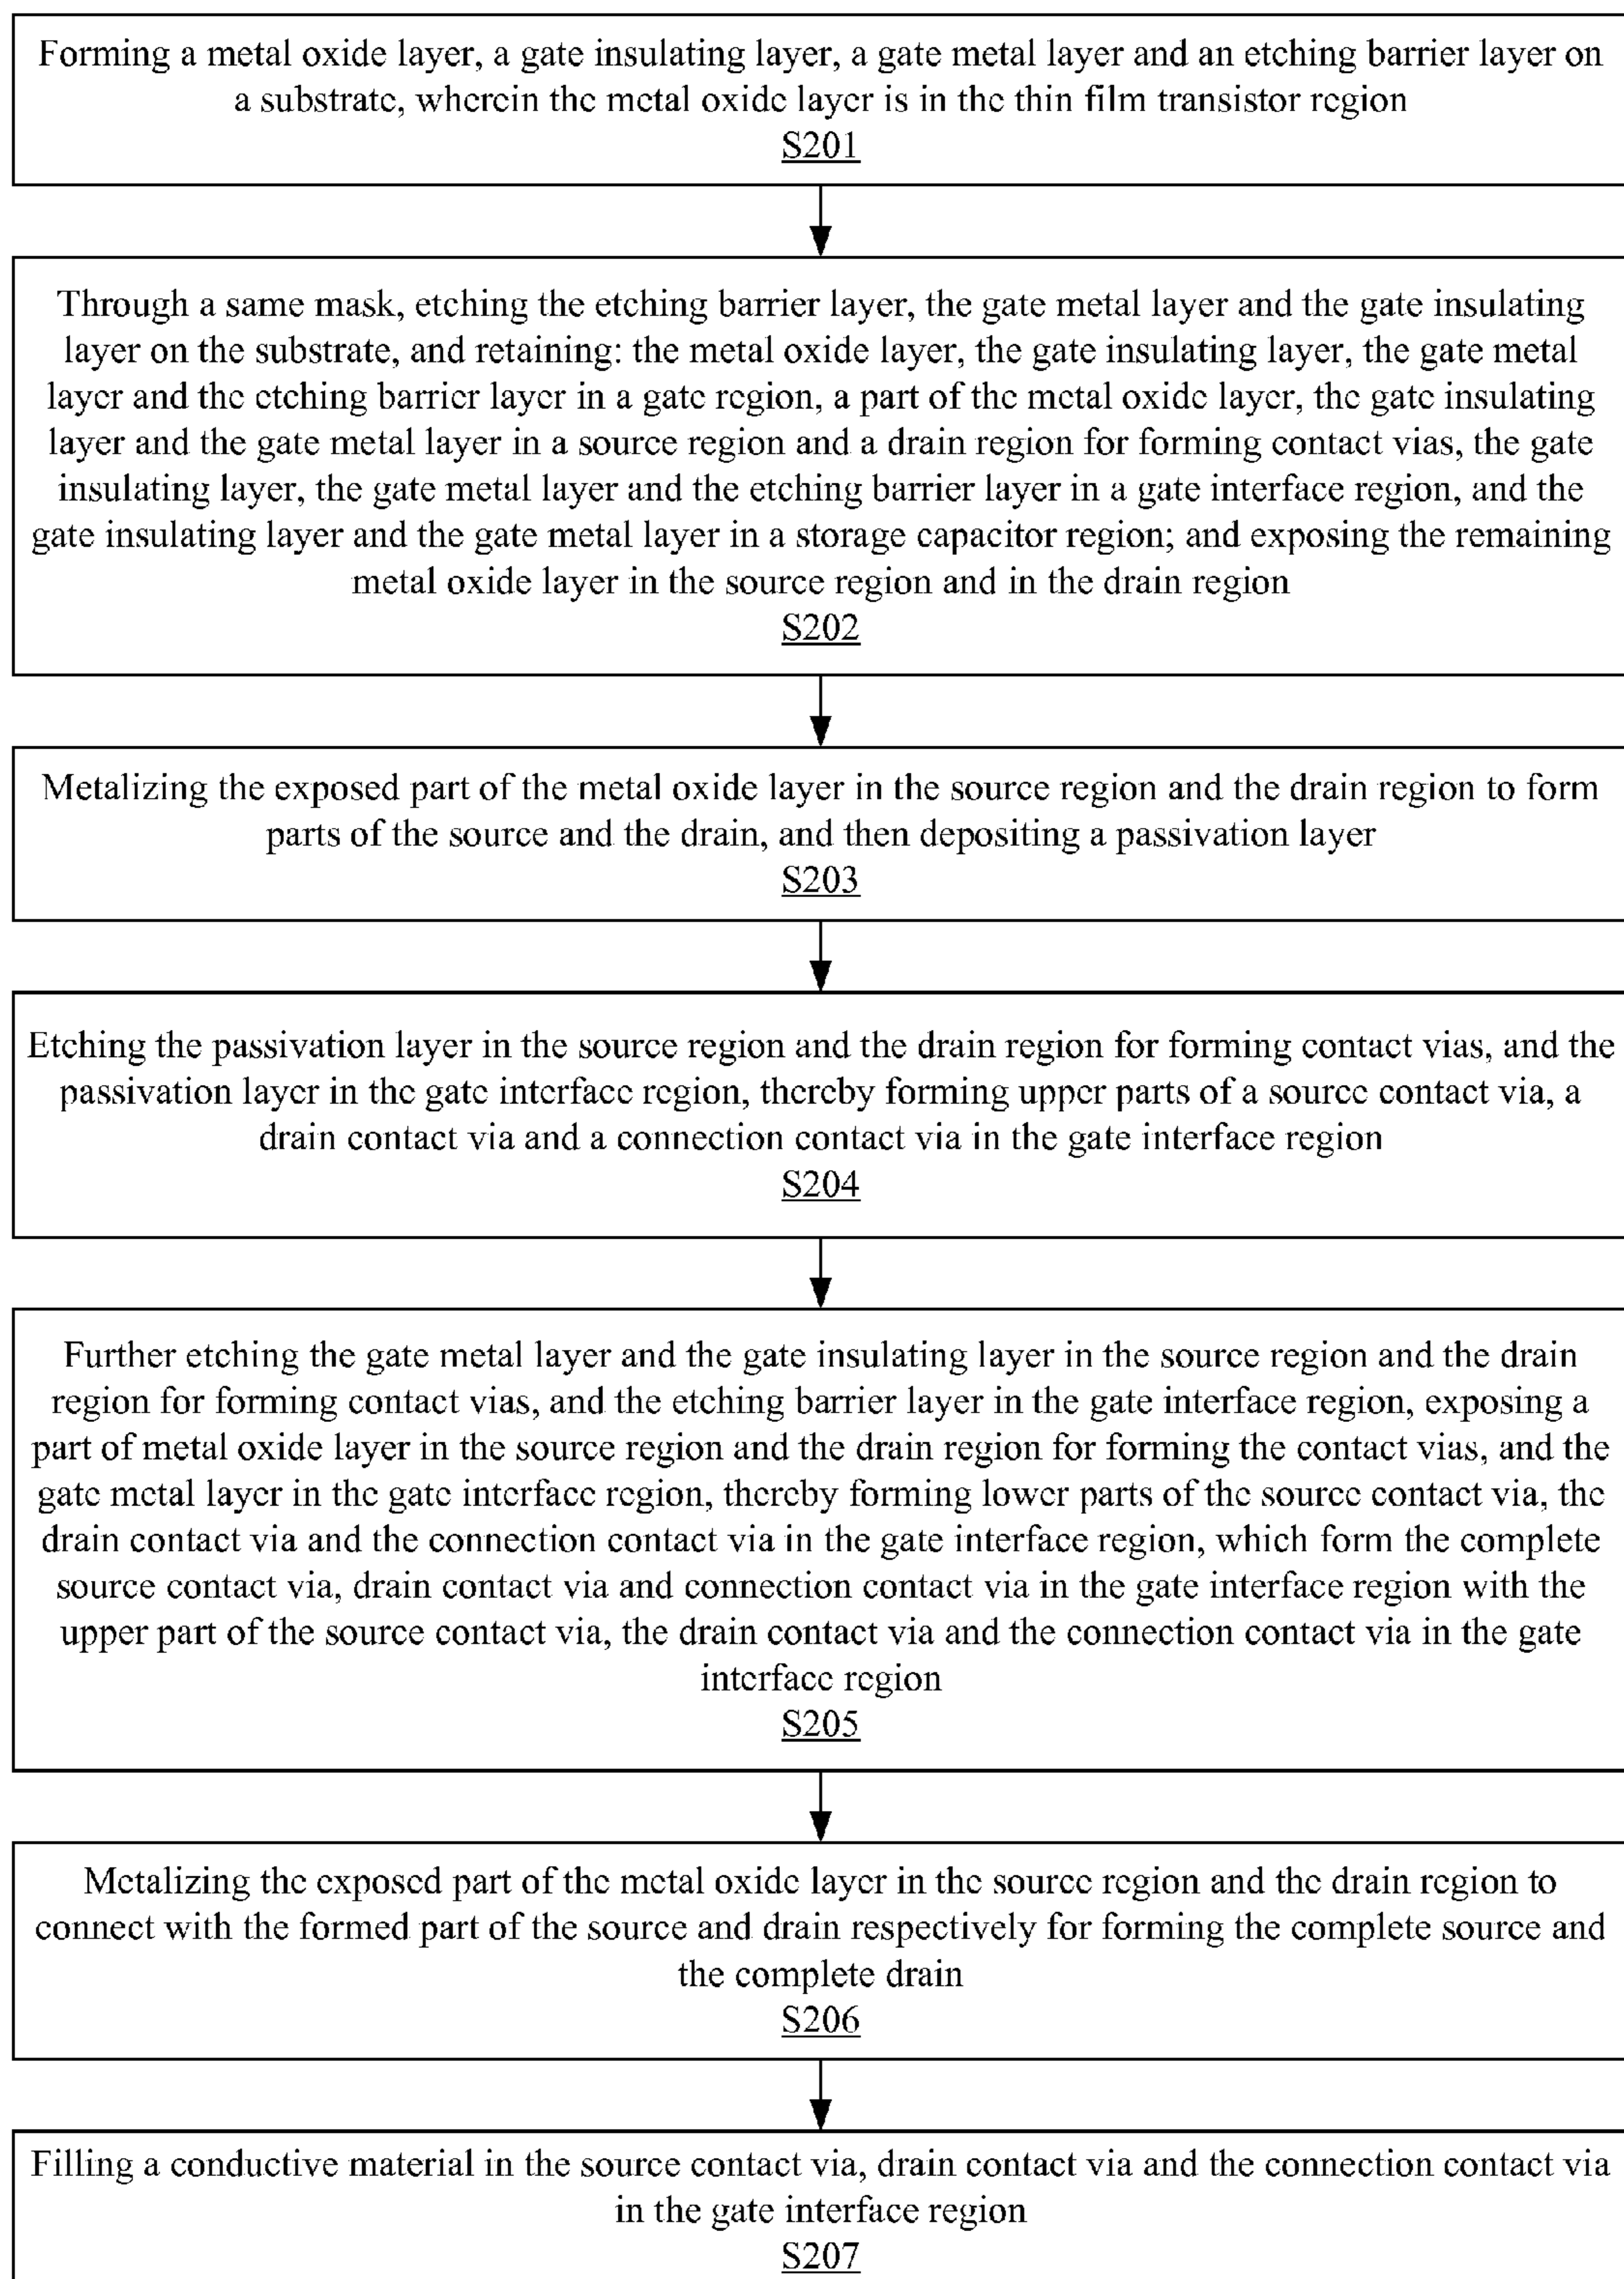 Forming a metal oxide layer, a gate insulating layer, a gate metal layer and an etching barrier layer on
a substrate, wherein the metal oxide layer is in the thin film transistor region
S201
Through a same mask, etching the etching barrier layer, the gate metal layer and the gate insulating
layer on the substrate, and retaining: the metal oxide layer, the gate insulating layer, the gate metal
layer and the etching barrier layer in a gate region, a part of the metal oxide layer, the gate insulating
layer and the gate metal layer in a source region and a drain region for forming contact vias, the gate
insulating layer, the gate metal layer and the etching barrier layer in a gate interface region, and the
gate insulating layer and the gate metal layer in a storage capacitor region; and exposing the remaining
metal oxide layer in the source region and in the drain region
S202
Metalizing the exposed part of the metal oxide layer in the source region and the drain region to form
parts of the source and the drain, and then depositing a passivation layer
S203
Etching the passivation layer in the source region and the drain region for forming contact vias, and the
passivation layer in the gate interface region, thereby forming upper parts of a source contact via, a
drain contact via and a connection contact via in the gate interface region
S204
Further etching the gate metal layer and the gate insulating layer in the source region and the drain
region for forming contact vias, and the etching barrier layer in the gate interface region, exposing a
part of metal oxide layer in the source region and the drain region for forming the contact vias, and the
gate metal layer in the gate interface region, thereby forming lower parts of the source contact via, the
drain contact via and the connection contact via in the gate interface region, which form the complete
source contact via, drain contact via and connection contact via in the gate interface region with the
upper part of the source contact via, the drain contact via and the connection contact via in the gate
interface region
S205
Metalizing the exposed part of the metal oxide layer in the source region and the drain region to
connect with the formed part of the source and drain respectively for forming the complete source and
the complete drain
S206
Filling a conductive material in the source contact via, drain contact via and the connection contact via
in the gate interface region
S207